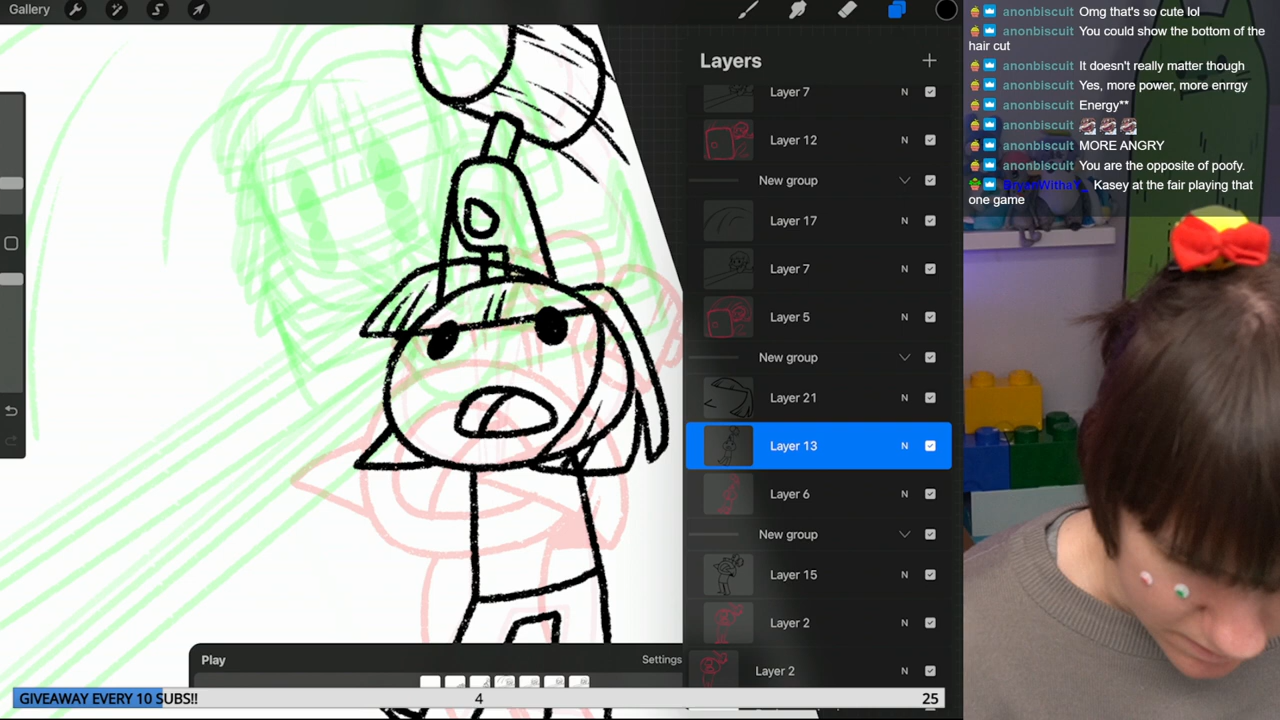 Gallery
Layers
Layer 7 N
Layer 12 N
New group
Layer 17 N
Layer 7 N
Layer 5 N
New group
Layer 21 N
Layer 13 N
Layer 6 N
New group
Layer 15 N
Layer 2 N
Layer 2 N
Play
Settings
GIVEAWAY EVERY 10 SUBS!! 4 25
anonbiscuit Omg that's so cute lol
anonbiscuit You could show the bottom of the
hair cut
anonbiscuit It doesn't really matter though
anonbiscuit Yes, more power, more enrrgy
anonbiscuit Energy**
anonbiscuit
anonbiscuit MORE ANGRY
anonbiscuit You are the opposite of poofy.
BryanWithaY_ Kasey at the fair playing that
one game